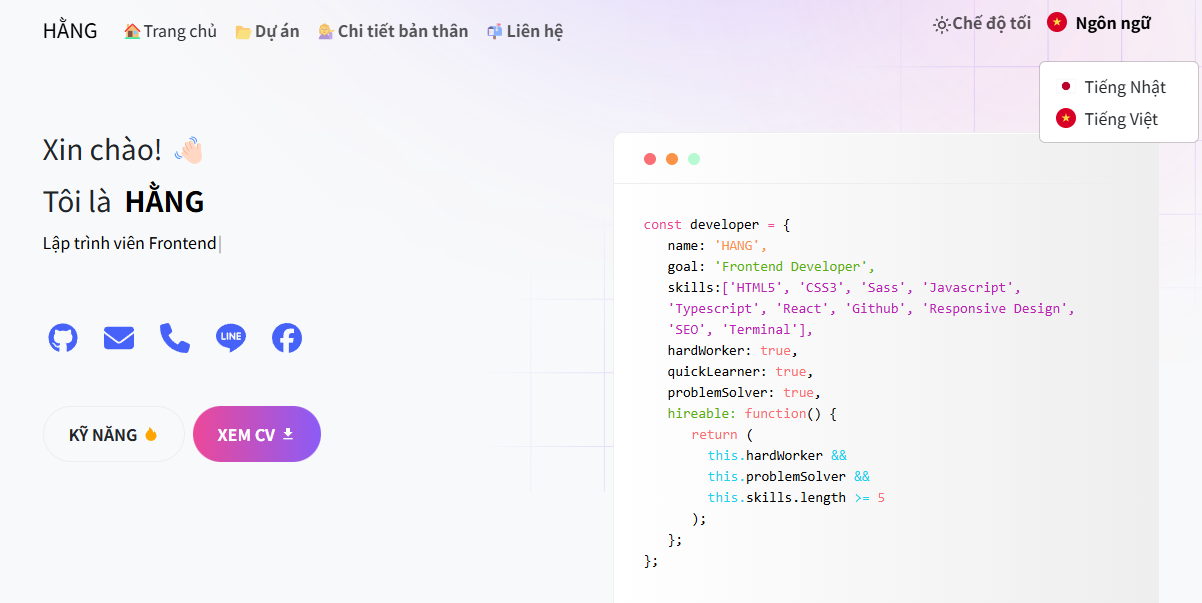 HẰNG
Trang chủ
Dự án
Chi tiết bản thân
Liên hệ
Chế độ tối
Ngôn ngữ
Tiếng Nhật
Tiếng Việt
Xin chào!
Tôi là HẰNG
Lập trình viên Frontend|
LINE
KỸ NĂNG
XEM CV
const developer = {
name: 'HANG',
goal: 'Frontend Developer',
skills:['HTML5', 'CSS3', 'Sass', 'Javascript',
'Typescript', 'React', 'Github', 'Responsive Design',
'SEO', 'Terminal'],
hardWorker: true,
quickLearner: true,
problemSolver: true,
hireable: function() {
return (
this.hardWorker &&
this.problemSolver &&
this.skills.length >= 5
);
};
};